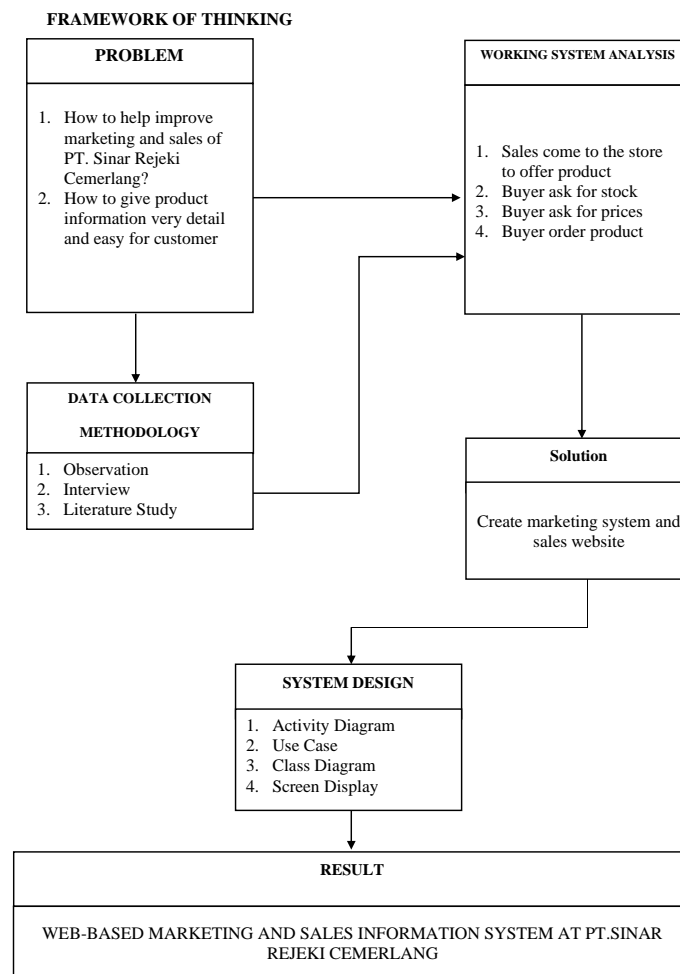 FRAMEWORK OF THINKING
PROBLEM
1. How to help improve
marketing and sales of
PT. Sinar Rejeki
Cemerlang?
2. How to give product
information very detail
and easy for customer
WORKING SYSTEM ANALYSIS
1. Sales come to the store
to offer product
2. Buyer ask for stock
3. Buyer ask for prices
4. Buyer order product
DATA COLLECTION
METHODOLOGY
1. Observation
2. Interview
3. Literature Study
Solution
Create marketing system and
sales website
SYSTEM DESIGN
1. Activity Diagram
2. Use Case
3. Class Diagram
4. Screen Display
RESULT
WEB-BASED MARKETING AND SALES INFORMATION SYSTEM AT PT.SINAR
REJEKI CEMERLANG